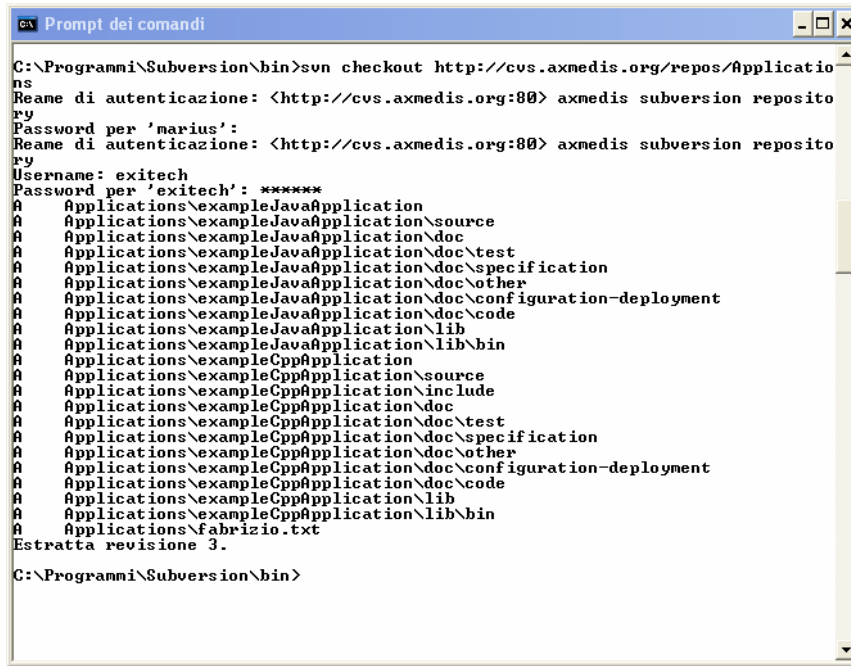 Prompt dei comandi
C:\Programmi\Subversion\bin>svn checkout http://cvs.axmedis.org/repos/Applicatio
ns
Reame di autenticazione: <http://cvs.axmedis.org:80> axmedis subversion reposito
ry
Password per 'marius':
Reame di autenticazione: <http://cvs.axmedis.org:80> axmedis subversion reposito
ry
Username: exitech
Password per 'exitech': ******
A    Applications\exampleJavaApplication
A    Applications\exampleJavaApplication\source
A    Applications\exampleJavaApplication\doc
A    Applications\exampleJavaApplication\doc\test
A    Applications\exampleJavaApplication\doc\specification
A    Applications\exampleJavaApplication\doc\other
A    Applications\exampleJavaApplication\doc\configuration-deployment
A    Applications\exampleJavaApplication\doc\code
A    Applications\exampleJavaApplication\lib
A    Applications\exampleJavaApplication\lib\bin
A    Applications\exampleCppApplication
A    Applications\exampleCppApplication\source
A    Applications\exampleCppApplication\include
A    Applications\exampleCppApplication\doc
A    Applications\exampleCppApplication\doc\test
A    Applications\exampleCppApplication\doc\specification
A    Applications\exampleCppApplication\doc\other
A    Applications\exampleCppApplication\doc\configuration-deployment
A    Applications\exampleCppApplication\doc\code
A    Applications\exampleCppApplication\lib
A    Applications\exampleCppApplication\lib\bin
A    Applications\fabrizio.txt
Estratta revisione 3.
C:\Programmi\Subversion\bin>